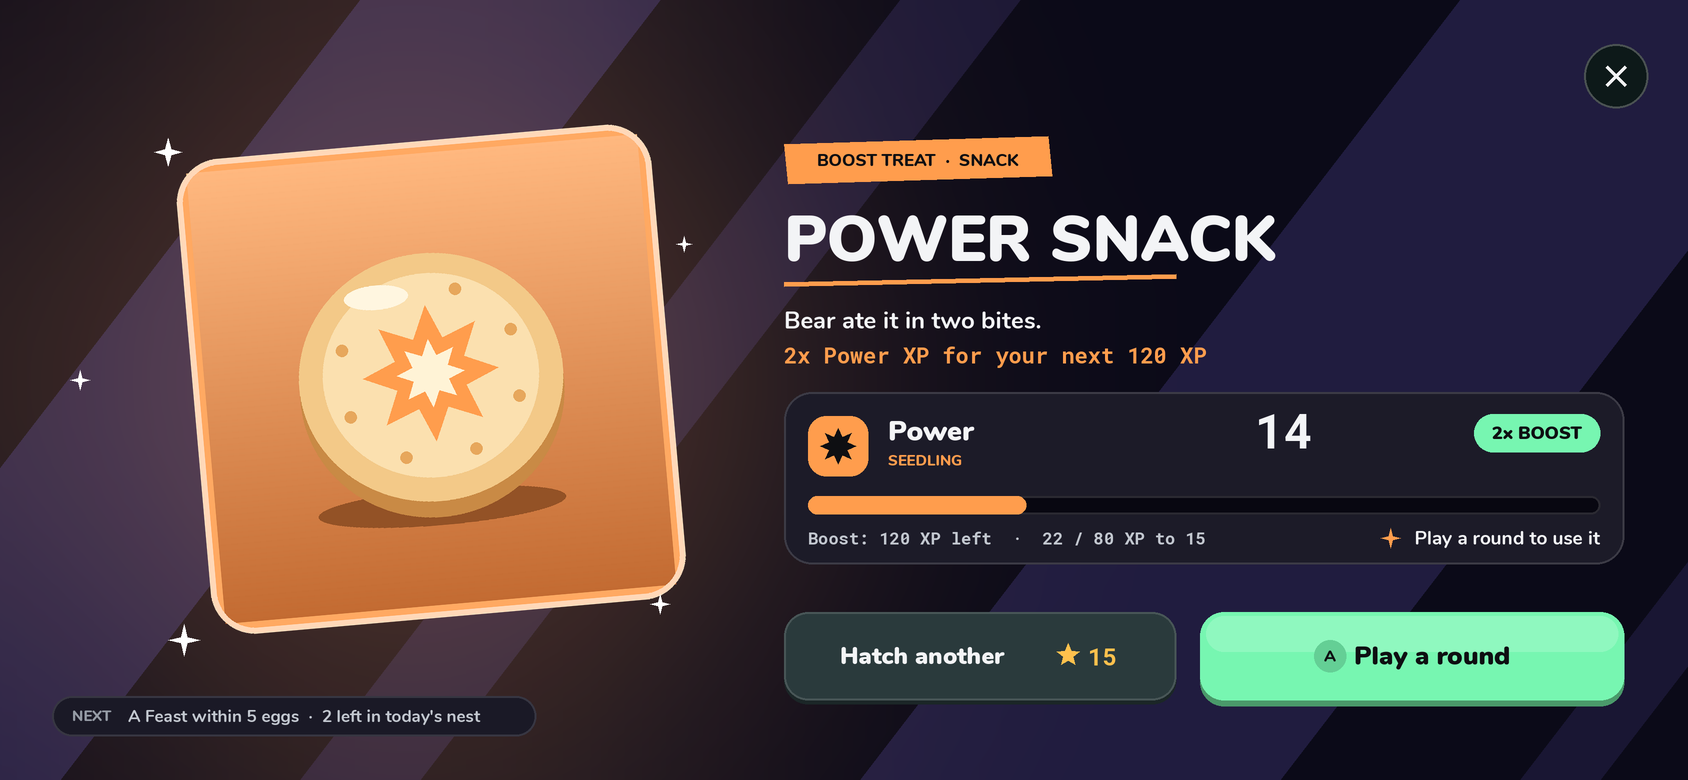 BOOST TREAT · SNACK
POWER SNACK
Bear ate it in two bites.
2x Power XP for your next 120 XP
Power
SEEDLING
14
2x BOOST
Boost: 120 XP left · 22 / 80 XP to 15
Play a round to use it
Hatch another
15
A Play a round
NEXT A Feast within 5 eggs · 2 left in today's nest